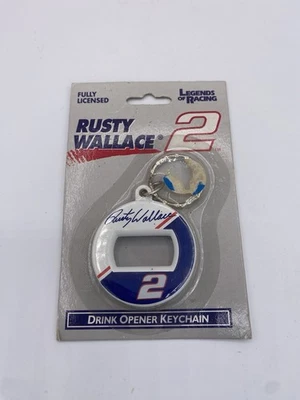 FULLY
LICENSED
LEGENDS
OF RACING
RUSTY
WALLACE® 2
Rusty Wallace
2
DRINK OPENER KEYCHAIN